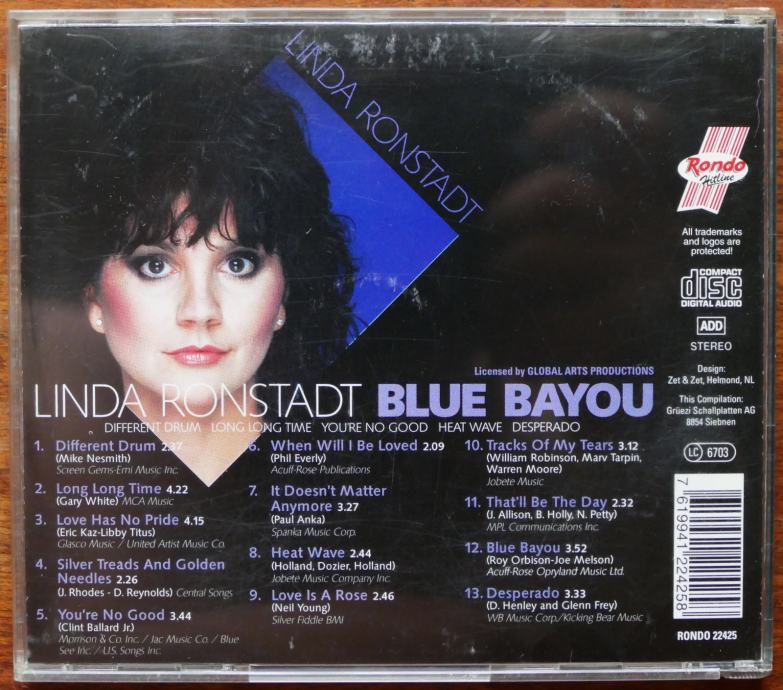 LINDA RONSTADT
Rondo
Hitline
All trademarks
and logos are
protected!
COMPACT
disc
DIGITAL AUDIO
ADD
STEREO
Design:
Zet & Zet, Helmond, NL
This Compilation:
Grüezi Schallplatten AG
8854 Siebnen
LC 6703
7 619941 224258
RONDO 22425
Licensed by GLOBAL ARTS PRODUCTIONS
LINDA RONSTADT BLUE BAYOU
DIFFERENT DRUM LONG LONG TIME YOU'RE NO GOOD HEAT WAVE DESPERADO
1. Different Drum 2.37
(Mike Nesmith)
Screen Gems-Emi Music Inc.
2. Long Long Time 4.22
(Gary White) MCA Music
3. Love Has No Pride 4.15
(Eric Kaz-Libby Titus)
Glasco Music / United Artist Music Co.
4. Silver Treads And Golden
Needles 2.26
(J. Rhodes - D. Reynolds) Central Songs
5. You're No Good 3.44
(Clint Ballard Jr.)
Morrison & Co. Inc. / Jac Music Co. / Blue
See Inc. / U.S. Songs Inc.
6. When Will I Be Loved 2.09
(Phil Everly)
Acuff-Rose Publications
7. It Doesn't Matter
Anymore 3.27
(Paul Anka)
Spanka Music Corp.
8. Heat Wave 2.44
(Holland, Dozier, Holland)
Jobete Music Company Inc.
9. Love Is A Rose 2.46
(Neil Young)
Silver Fiddle BMI
10. Tracks Of My Tears 3.12
(William Robinson, Marv Tarpin,
Warren Moore)
Jobete Music
11. That'll Be The Day 2.32
(J. Allison, B. Holly, N. Petty)
MPL Communications Inc.
12. Blue Bayou 3.52
(Roy Orbison-Joe Melson)
Acuff-Rose Opryland Music Ltd.
13. Desperado 3.33
(D. Henley and Glenn Frey)
WB Music Corp./Kicking Bear Music